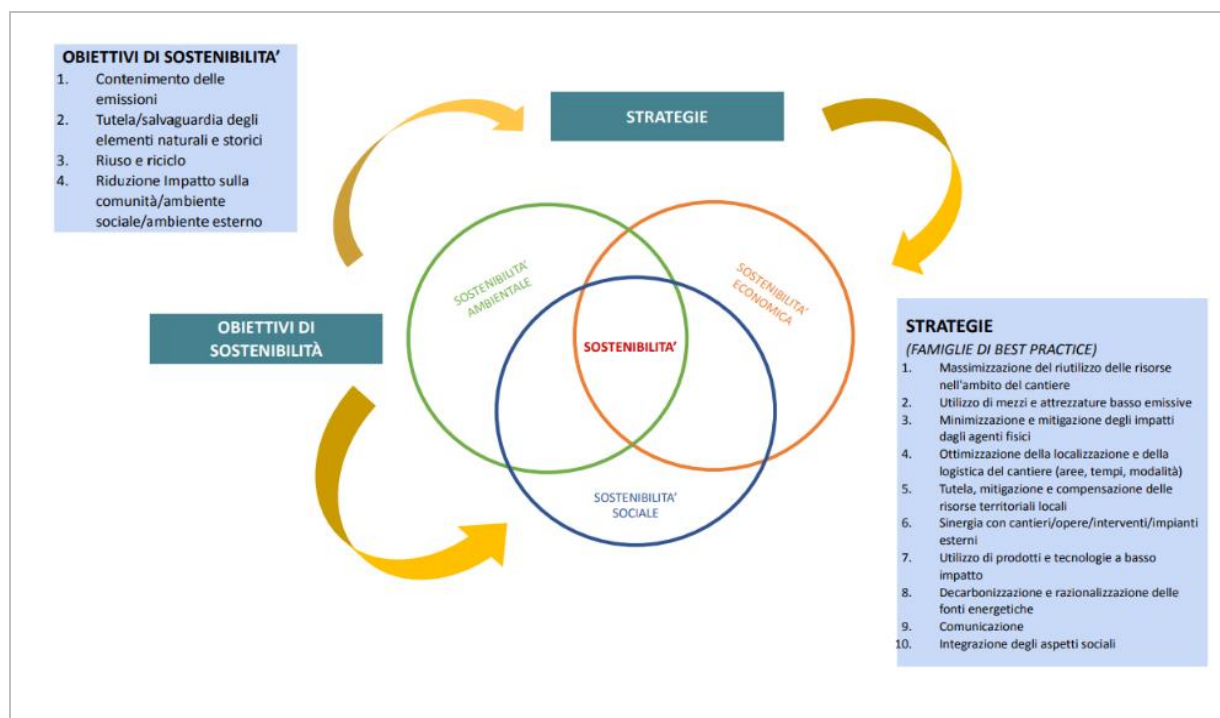 OBIETTIVI DI SOSTENIBILITA'
1. Contenimento delle
emissioni
2. Tutela/salvaguardia degli
elementi naturali e storici
3. Riuso e riciclo
4. Riduzione Impatto sulla
comunità/ambiente
sociale/ambiente esterno
STRATEGIE
OBIETTIVI DI
SOSTENIBILITÀ
SOSTENIBILITA'
AMBIENTALE
SOSTENIBILITA'
ECONOMICA
SOSTENIBILITA'
SOSTENIBILITA'
SOCIALE
STRATEGIE
(FAMIGLIE DI BEST PRACTICE)
1. Massimizzazione del riutilizzo delle risorse
nell'ambito del cantiere
2. Utilizzo di mezzi e attrezzature basso emissive
3. Minimizzazione e mitigazione degli impatti
dagli agenti fisici
4. Ottimizzazione della localizzazione e della
logistica del cantiere (aree, tempi, modalità)
5. Tutela, mitigazione e compensazione delle
risorse territoriali locali
6. Sinergia con cantieri/opere/interventi/impianti
esterni
7. Utilizzo di prodotti e tecnologie a basso
impatto
8. Decarbonizzazione e razionalizzazione delle
fonti energetiche
9. Comunicazione
10. Integrazione degli aspetti sociali